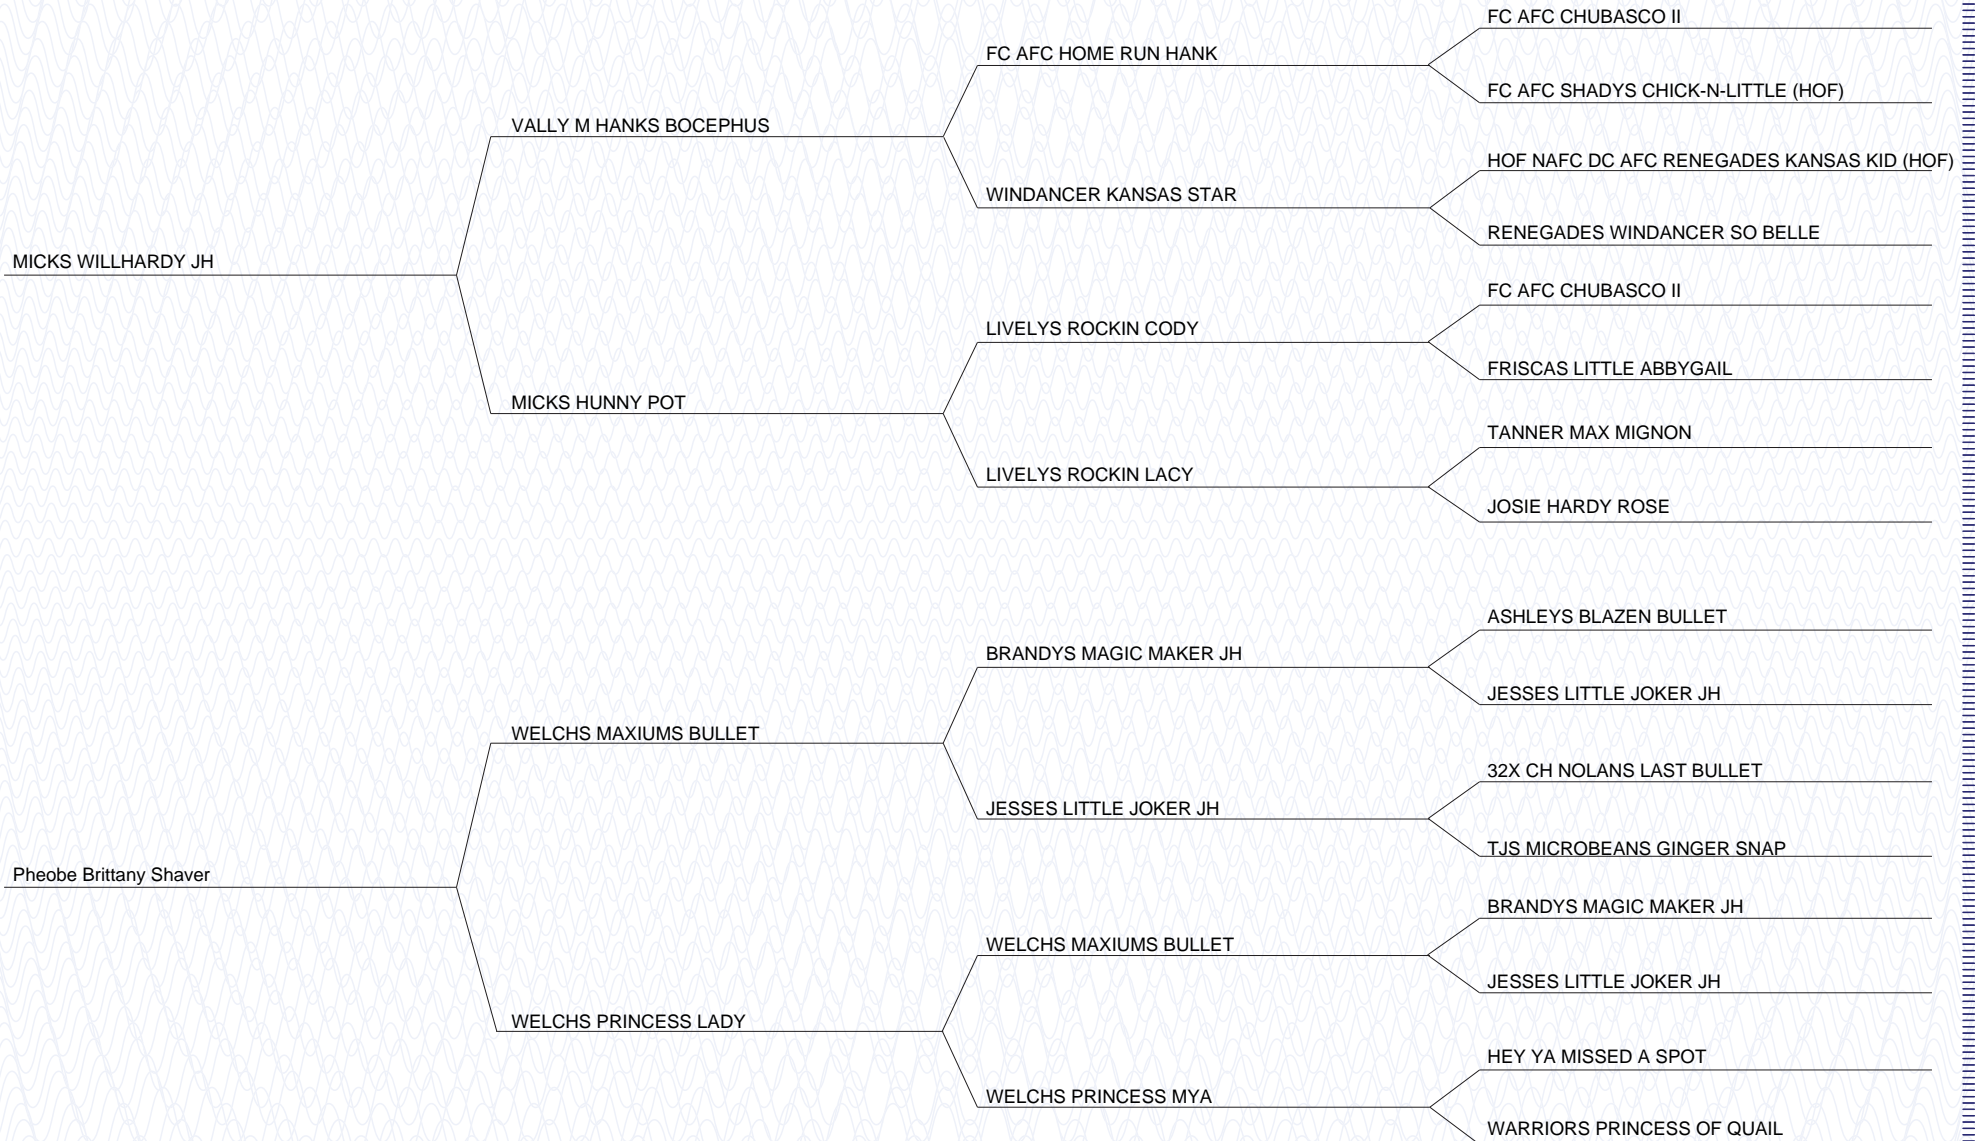 FC AFC CHUBASCO II
FC AFC HOME RUN HANK
FC AFC SHADYS CHICK-N-LITTLE (HOF)
VALLY M HANKS BOCEPHUS
HOF NAFC DC AFC RENEGADES KANSAS KID (HOF)
WINDANCER KANSAS STAR
RENEGADES WINDANCER SO BELLE
MICKS WILLHARDY JH
FC AFC CHUBASCO II
LIVELYS ROCKIN CODY
FRISCAS LITTLE ABBYGAIL
MICKS HUNNY POT
TANNER MAX MIGNON
LIVELYS ROCKIN LACY
JOSIE HARDY ROSE
ASHLEYS BLAZEN BULLET
BRANDYS MAGIC MAKER JH
JESSES LITTLE JOKER JH
WELCHS MAXIUMS BULLET
32X CH NOLANS LAST BULLET
JESSES LITTLE JOKER JH
TJS MICROBEANS GINGER SNAP
Pheobe Brittany Shaver
BRANDYS MAGIC MAKER JH
WELCHS MAXIUMS BULLET
JESSES LITTLE JOKER JH
WELCHS PRINCESS LADY
HEY YA MISSED A SPOT
WELCHS PRINCESS MYA
WARRIORS PRINCESS OF QUAIL